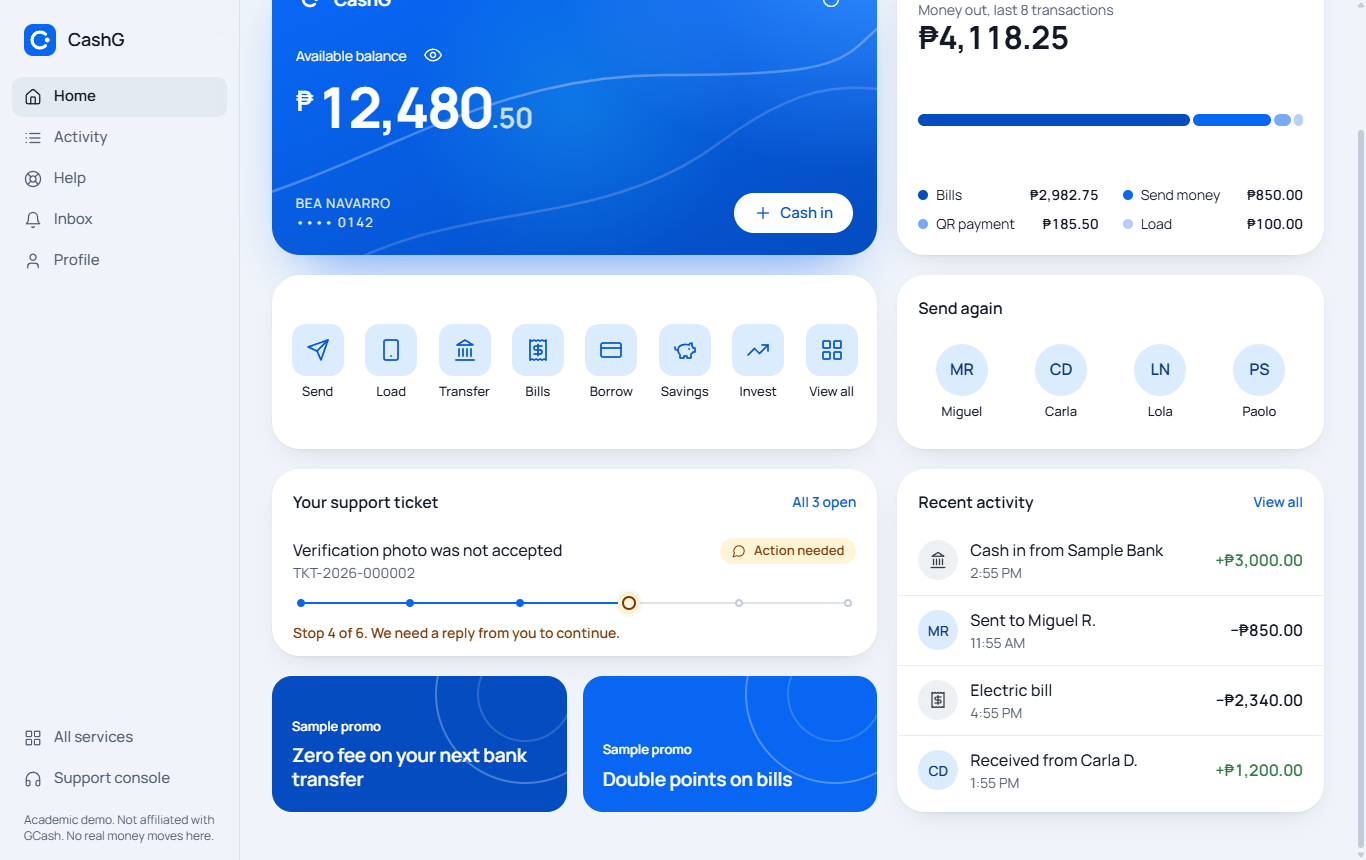 CashG
Home
Activity
Help
Inbox
Profile
All services
Support console
Academic demo. Not affiliated with
GCash. No real money moves here.
CashG
Available balance
₱12,480.50
BEA NAVARRO
•••• 0142
Cash in
Money out, last 8 transactions
₱4,118.25
Bills ₱2,982.75
Send money ₱850.00
QR payment ₱185.50
Load ₱100.00
Send
Load
Transfer
Bills
Borrow
Savings
Invest
View all
Send again
MR
CD
LN
PS
Miguel
Carla
Lola
Paolo
Your support ticket
All 3 open
Verification photo was not accepted
Action needed
TKT-2026-000002
Stop 4 of 6. We need a reply from you to continue.
Sample promo
Zero fee on your next bank
transfer
Sample promo
Double points on bills
Recent activity
View all
Cash in from Sample Bank
2:55 PM
+₱3,000.00
MR
Sent to Miguel R.
11:55 AM
−₱850.00
Electric bill
4:55 PM
−₱2,340.00
CD
Received from Carla D.
1:55 PM
+₱1,200.00